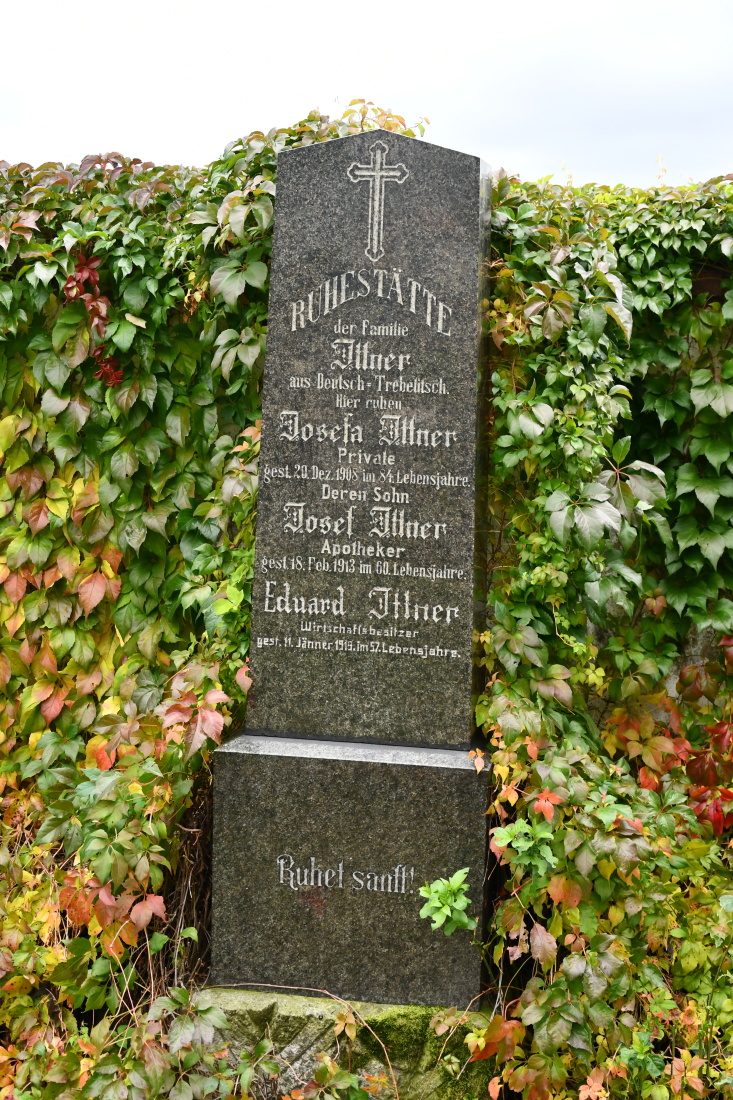 RUHESTÄTTE
der Familie
Ittner
aus Deutsch-Trebetitsch.
Hier ruhen
Josefa Ittner
Private
gest. 20. Dez. 1908 im 84. Lebensjahre.
Deren Sohn
Josef Ittner
Apotheker
gest. 18. Feb. 1913 im 60. Lebensjahre.
Eduard Ittner
Wirtschaftsbesitzer
gest. 11. Jänner 1919. im 57. Lebensjahre.
Ruhet sanft!